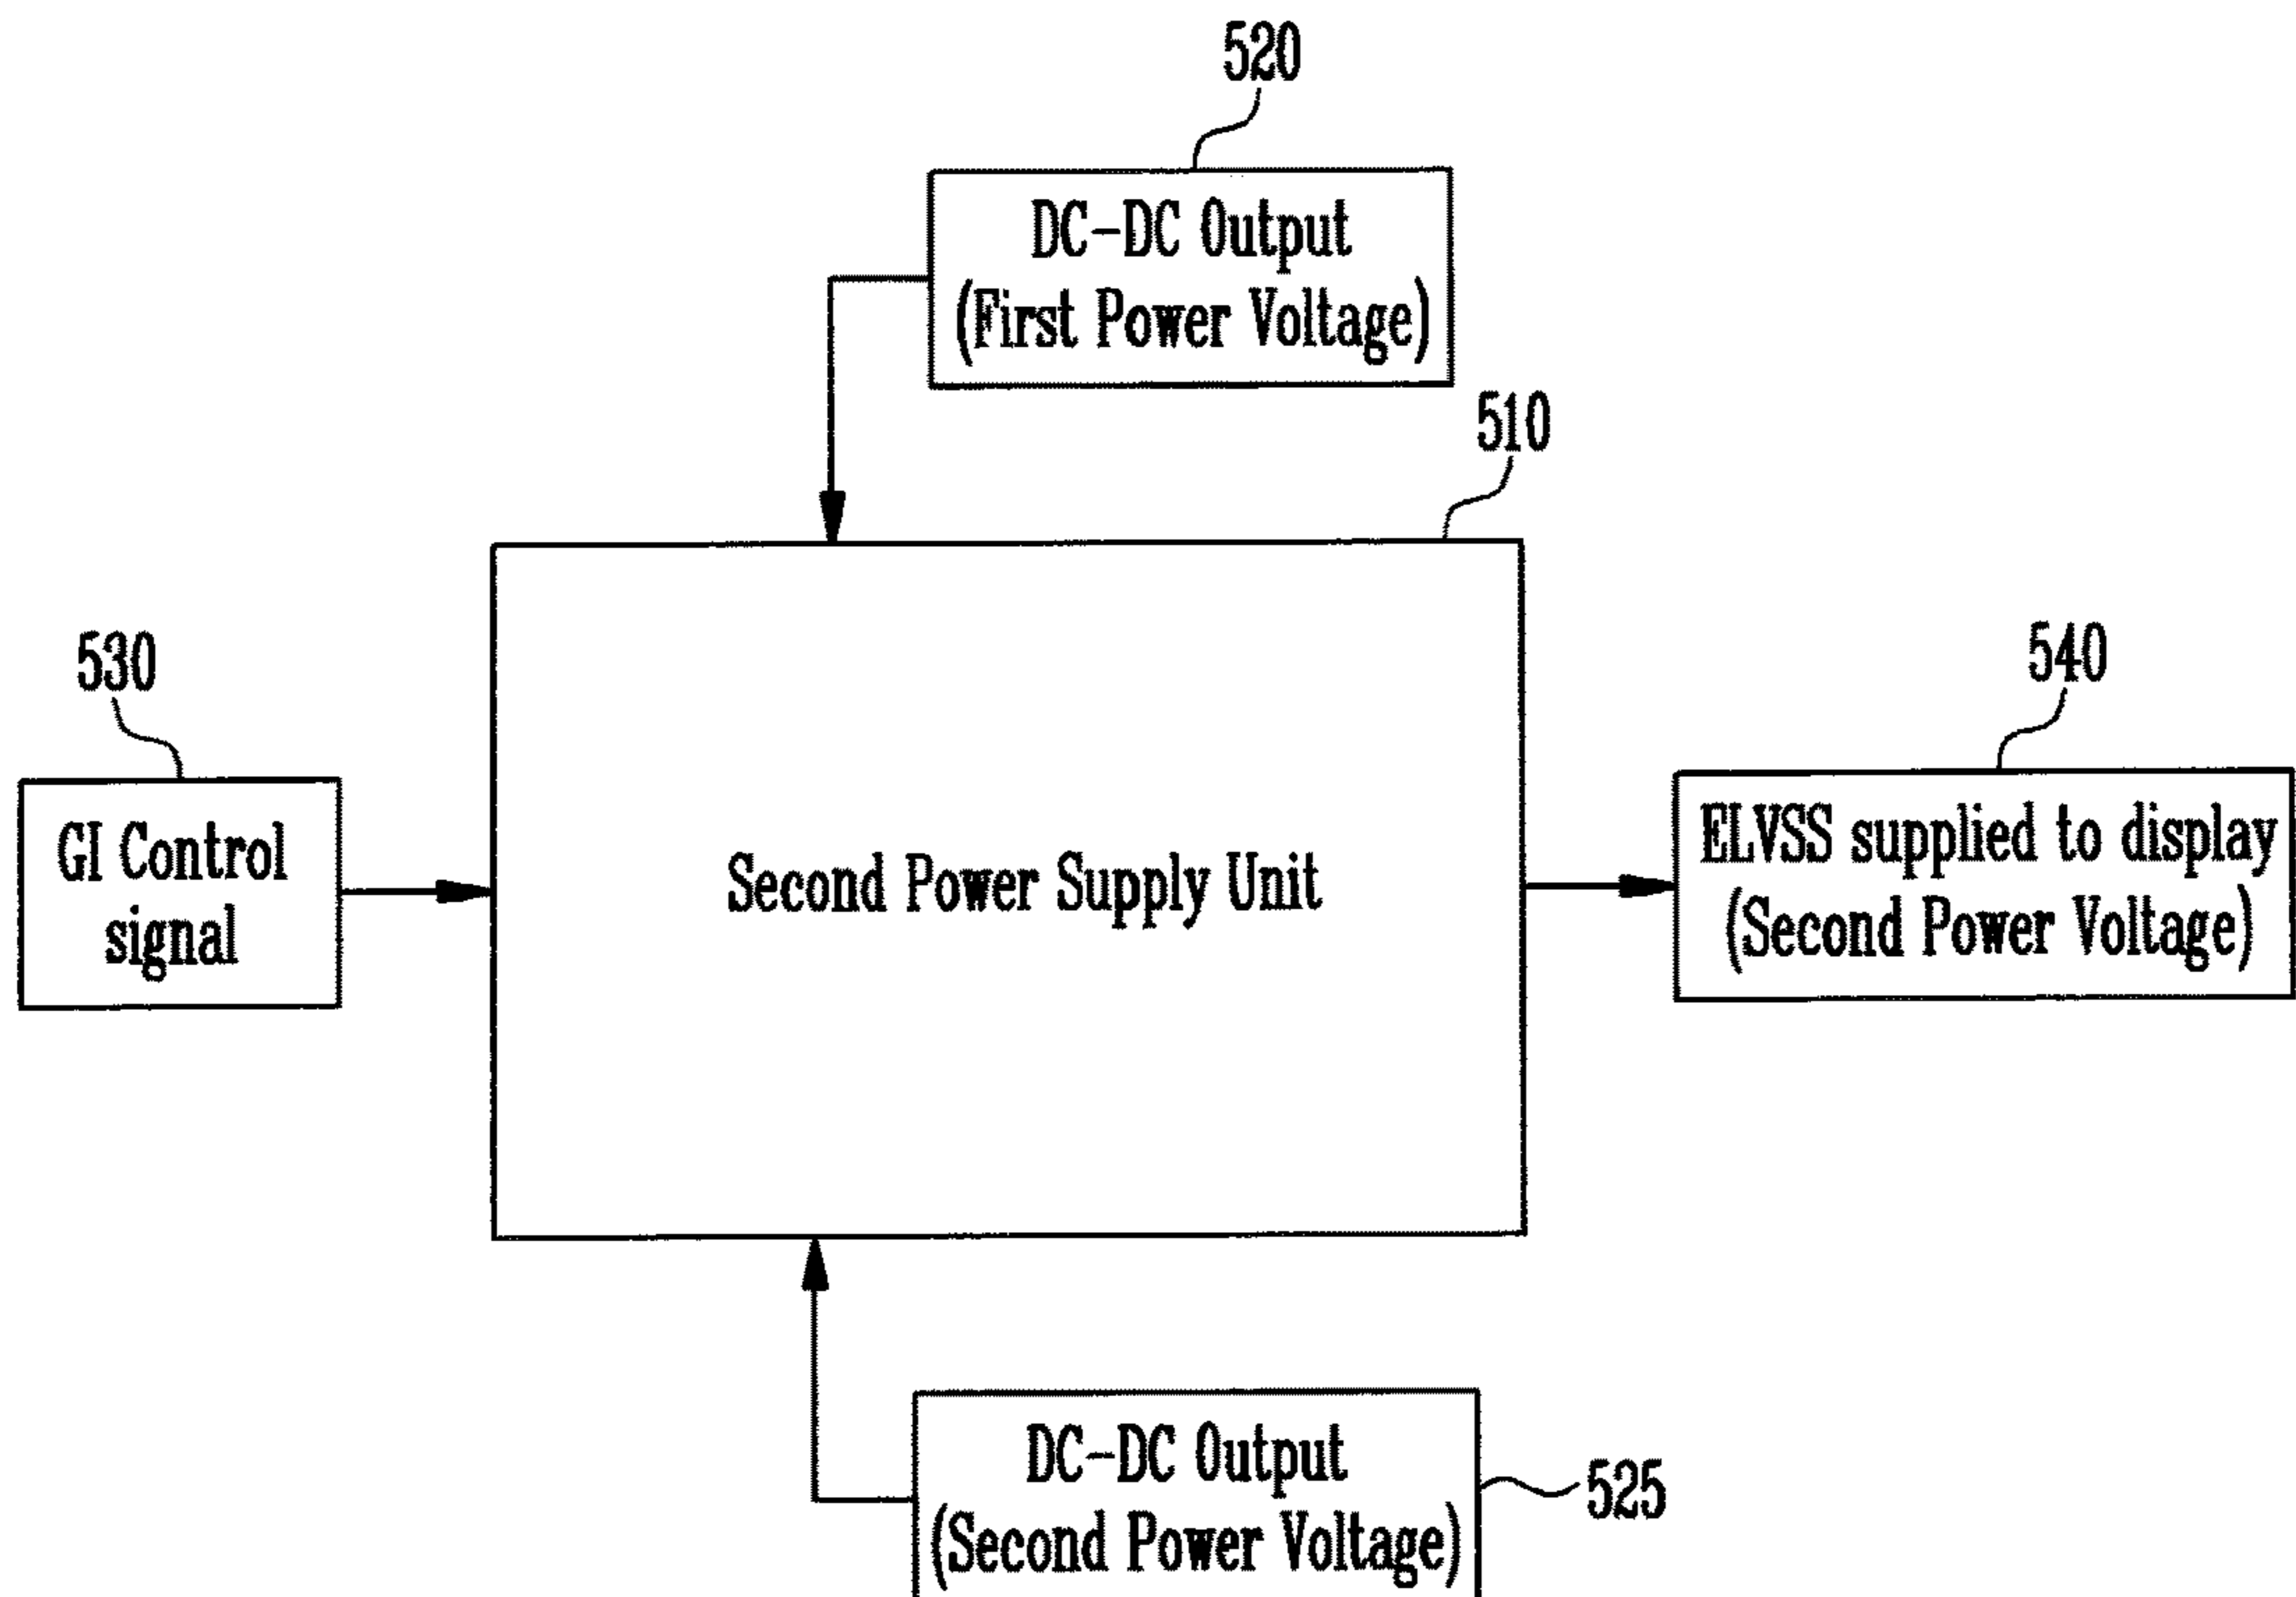 520
DC-DC Output
(First Power Voltage)
510
530
540
GI Control
signal
Second Power Supply Unit
ELVSS supplied to display
(Second Power Voltage)
DC-DC Output
(Second Power Voltage)
525